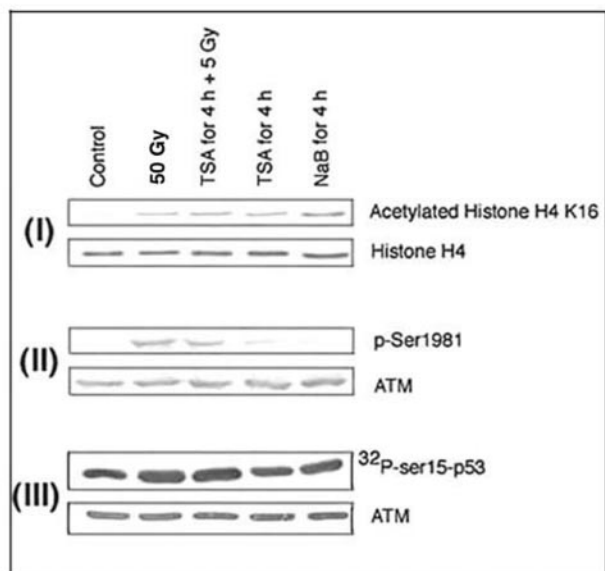 Control
50 Gy
TSA for 4 h + 5 Gy
TSA for 4 h
NaB for 4 h
(I)
Acetylated Histone H4 K16
Histone H4
(II)
p-Ser1981
ATM
(III)
32P-ser15-p53
ATM